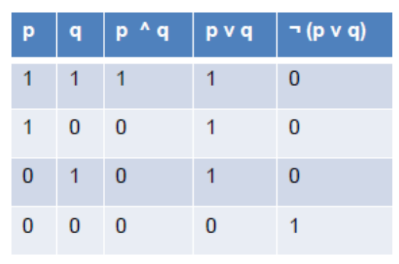 p q p ^ q p v q ¬ (p v q)
1 1 1 1 0
1 0 0 1 0
0 1 0 1 0
0 0 0 0 1